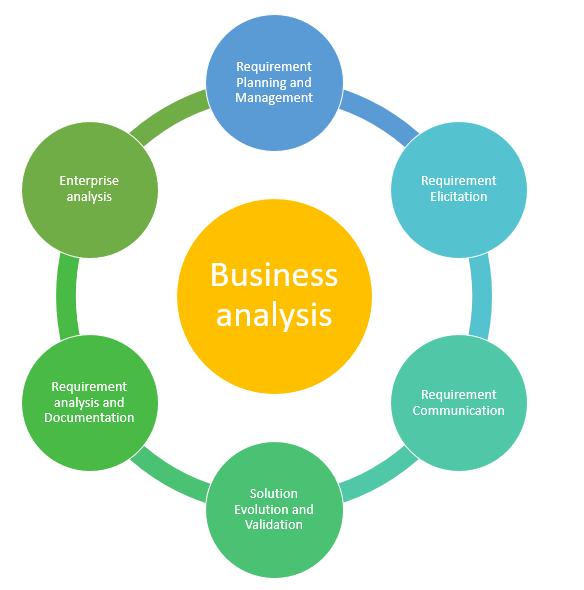 Requirement
Planning and
Management
Enterprise
analysis
Requirement
Elicitation
Business
analysis
Requirement
analysis and
Documentation
Requirement
Communication
Solution
Evolution and
Validation